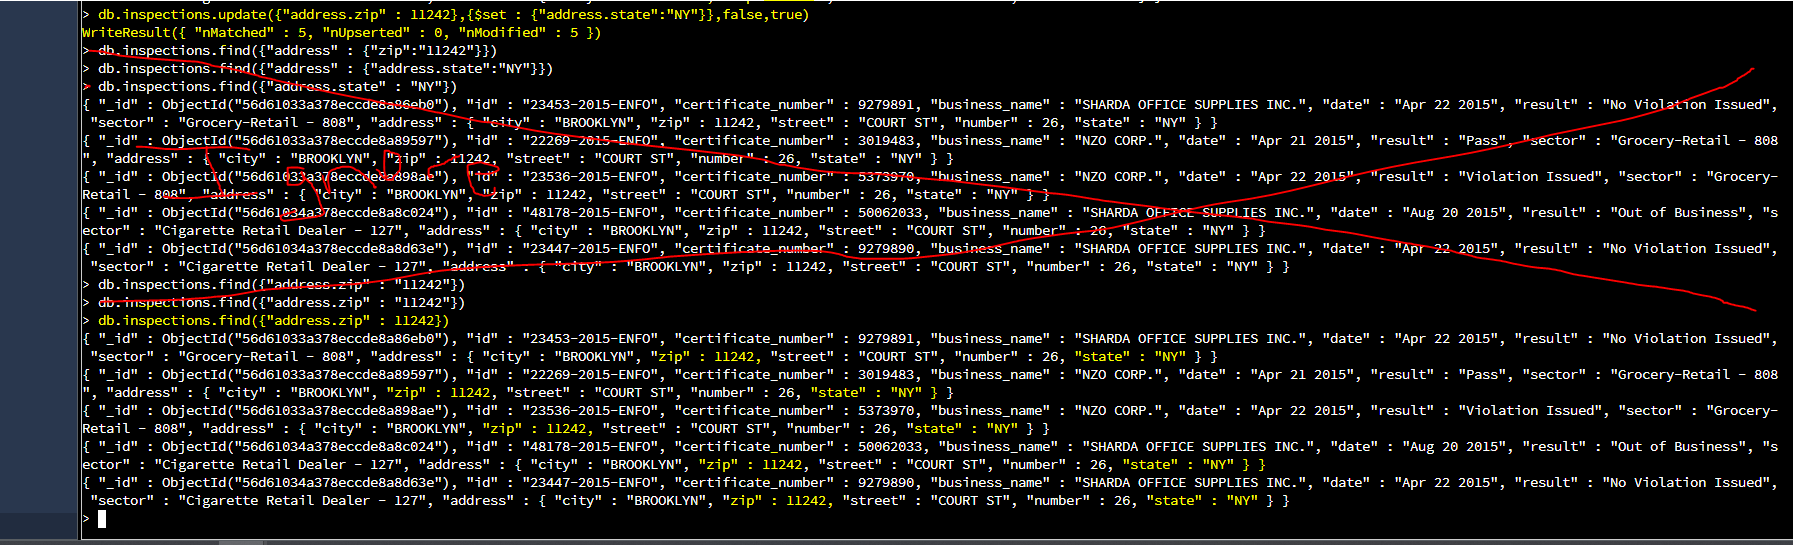 > db.inspections.update({"address.zip" : 11242},{$set : {"address.state":"NY"}},false,true)
WriteResult({ "nMatched" : 5, "nUpserted" : 0, "nModified" : 5 })
> db.inspections.find({"address" : {"zip":"11242"}})
> db.inspections.find({"address" : {"address.state":"NY"}})
> db.inspections.find({"address.state" : "NY"})
{ "_id" : ObjectId("56d61033a378eccde8a86eb0"), "id" : "23453-2015-ENFO", "certificate_number" : 9279891, "business_name" : "SHARDA OFFICE SUPPLIES INC.", "date" : "Apr 22 2015", "result" : "No Violation Issued",
"sector" : "Grocery-Retail - 808", "address" : { "city" : "BROOKLYN", "zip" : 11242, "street" : "COURT ST", "number" : 26, "state" : "NY" } }
{ "_id" : ObjectId("56d61033a378eccde8a89597"), "id" : "22269-2015-ENFO", "certificate_number" : 3019483, "business_name" : "NZO CORP.", "date" : "Apr 21 2015", "result" : "Pass", "sector" : "Grocery-Retail - 808
", "address" : { "city" : "BROOKLYN", "zip" : 11242, "street" : "COURT ST", "number" : 26, "state" : "NY" } }
{ "_id" : ObjectId("56d61033a378eccde8a898ae"), "id" : "23536-2015-ENFO", "certificate_number" : 5373970, "business_name" : "NZO CORP.", "date" : "Apr 22 2015", "result" : "Violation Issued", "sector" : "Grocery-
Retail - 808", "address" : { "city" : "BROOKLYN", "zip" : 11242, "street" : "COURT ST", "number" : 26, "state" : "NY" } }
{ "_id" : ObjectId("56d61034a378eccde8a8c024"), "id" : "48178-2015-ENFO", "certificate_number" : 50062033, "business_name" : "SHARDA OFFICE SUPPLIES INC.", "date" : "Aug 20 2015", "result" : "Out of Business", "s
ector" : "Cigarette Retail Dealer - 127", "address" : { "city" : "BROOKLYN", "zip" : 11242, "street" : "COURT ST", "number" : 26, "state" : "NY" } }
{ "_id" : ObjectId("56d61034a378eccde8a8d63e"), "id" : "23447-2015-ENFO", "certificate_number" : 9279890, "business_name" : "SHARDA OFFICE SUPPLIES INC.", "date" : "Apr 22 2015", "result" : "No Violation Issued",
"sector" : "Cigarette Retail Dealer - 127", "address" : { "city" : "BROOKLYN", "zip" : 11242, "street" : "COURT ST", "number" : 26, "state" : "NY" } }
> db.inspections.find({"address.zip" : "11242"})
> db.inspections.find({"address.zip" : "11242"})
> db.inspections.find({"address.zip" : 11242})
{ "_id" : ObjectId("56d61033a378eccde8a86eb0"), "id" : "23453-2015-ENFO", "certificate_number" : 9279891, "business_name" : "SHARDA OFFICE SUPPLIES INC.", "date" : "Apr 22 2015", "result" : "No Violation Issued",
"sector" : "Grocery-Retail - 808", "address" : { "city" : "BROOKLYN", "zip" : 11242, "street" : "COURT ST", "number" : 26, "state" : "NY" } }
{ "_id" : ObjectId("56d61033a378eccde8a89597"), "id" : "22269-2015-ENFO", "certificate_number" : 3019483, "business_name" : "NZO CORP.", "date" : "Apr 21 2015", "result" : "Pass", "sector" : "Grocery-Retail - 808
", "address" : { "city" : "BROOKLYN", "zip" : 11242, "street" : "COURT ST", "number" : 26, "state" : "NY" } }
{ "_id" : ObjectId("56d61033a378eccde8a898ae"), "id" : "23536-2015-ENFO", "certificate_number" : 5373970, "business_name" : "NZO CORP.", "date" : "Apr 22 2015", "result" : "Violation Issued", "sector" : "Grocery-
Retail - 808", "address" : { "city" : "BROOKLYN", "zip" : 11242, "street" : "COURT ST", "number" : 26, "state" : "NY" } }
{ "_id" : ObjectId("56d61034a378eccde8a8c024"), "id" : "48178-2015-ENFO", "certificate_number" : 50062033, "business_name" : "SHARDA OFFICE SUPPLIES INC.", "date" : "Aug 20 2015", "result" : "Out of Business", "s
ector" : "Cigarette Retail Dealer - 127", "address" : { "city" : "BROOKLYN", "zip" : 11242, "street" : "COURT ST", "number" : 26, "state" : "NY" } }
{ "_id" : ObjectId("56d61034a378eccde8a8d63e"), "id" : "23447-2015-ENFO", "certificate_number" : 9279890, "business_name" : "SHARDA OFFICE SUPPLIES INC.", "date" : "Apr 22 2015", "result" : "No Violation Issued",
"sector" : "Cigarette Retail Dealer - 127", "address" : { "city" : "BROOKLYN", "zip" : 11242, "street" : "COURT ST", "number" : 26, "state" : "NY" } }
>